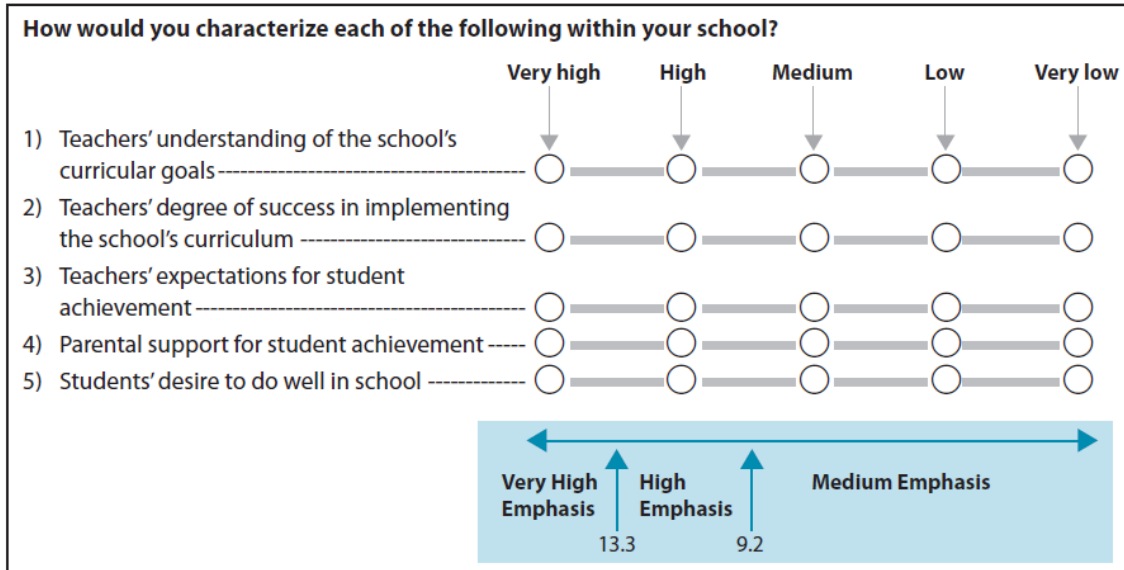 How would you characterize each of the following within your school?
Very high High Medium Low Very low
1) Teachers' understanding of the school's
curricular goals
2) Teachers' degree of success in implementing
the school's curriculum
3) Teachers' expectations for student
achievement
4) Parental support for student achievement
5) Students' desire to do well in school
Very High High Medium Emphasis
Emphasis Emphasis
13.3 9.2